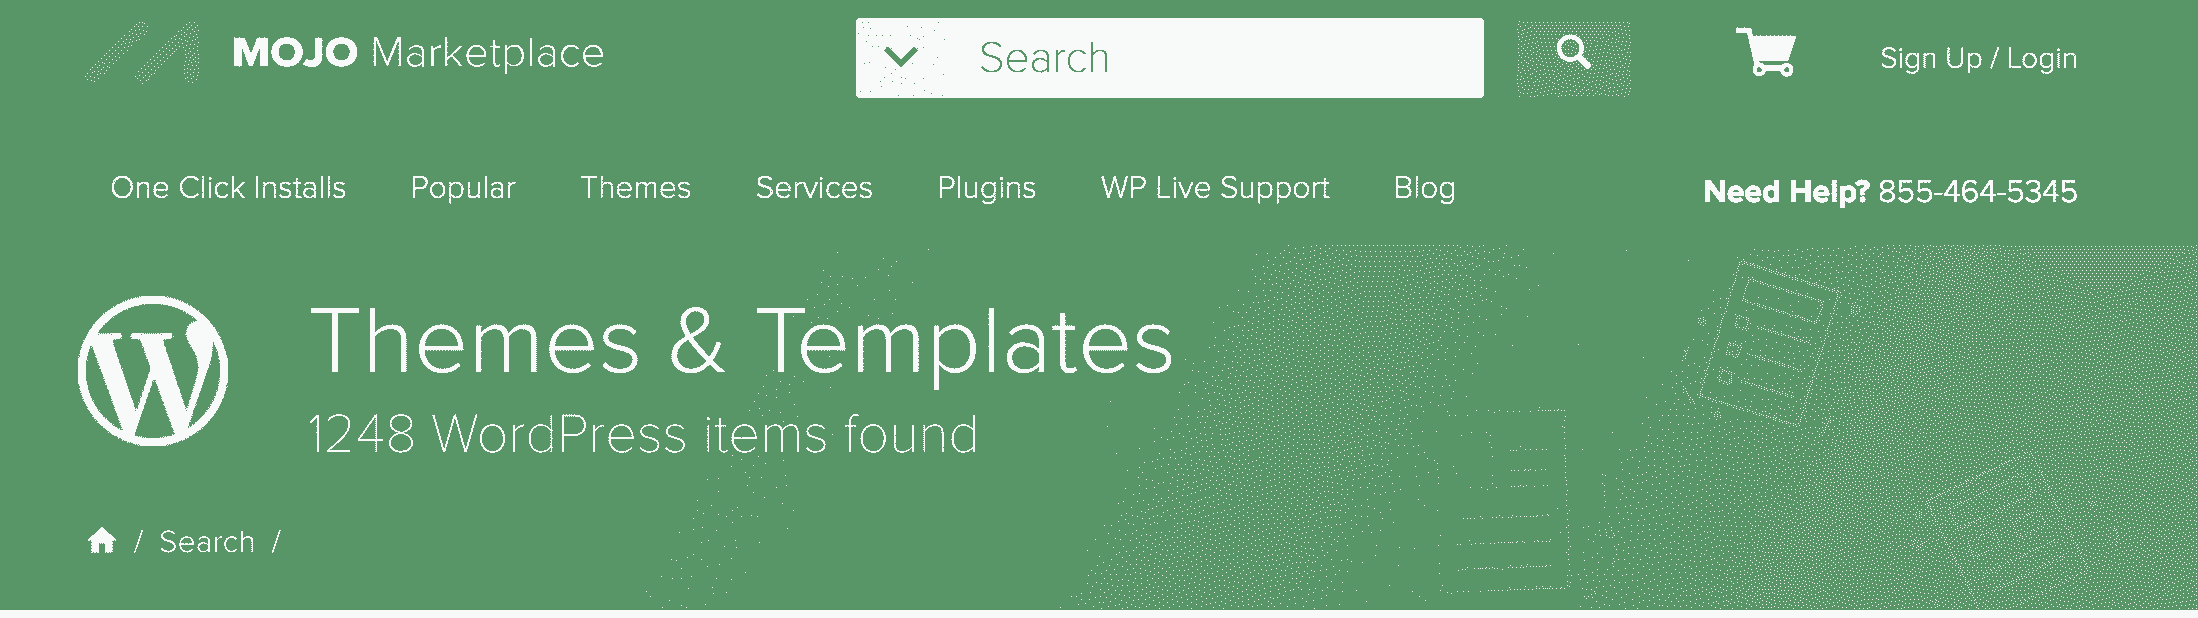 MOJO Marketplace
Search
Sign Up / Login
One Click Installs
Popular
Themes
Services
Plugins
WP Live Support
Blog
Need Help? 855-464-5345
Themes & Templates
1248 WordPress items found
/ Search /